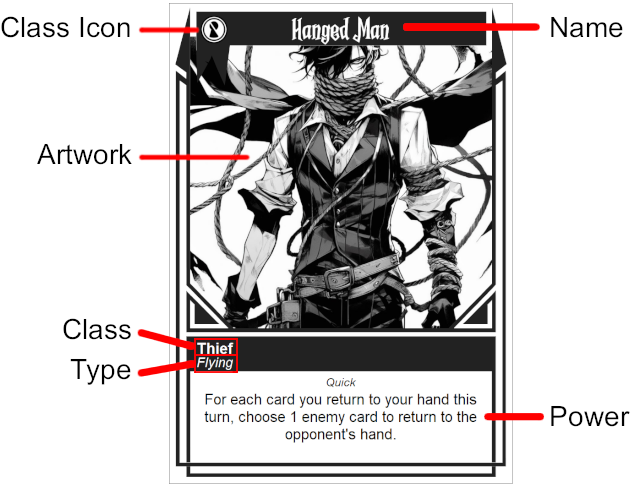 Class Icon
Hanged Man
Name
Artwork
Class
Thief
Type
Flying
Quick
For each card you return to your hand this
turn, choose 1 enemy card to return to the
opponent's hand.
Power